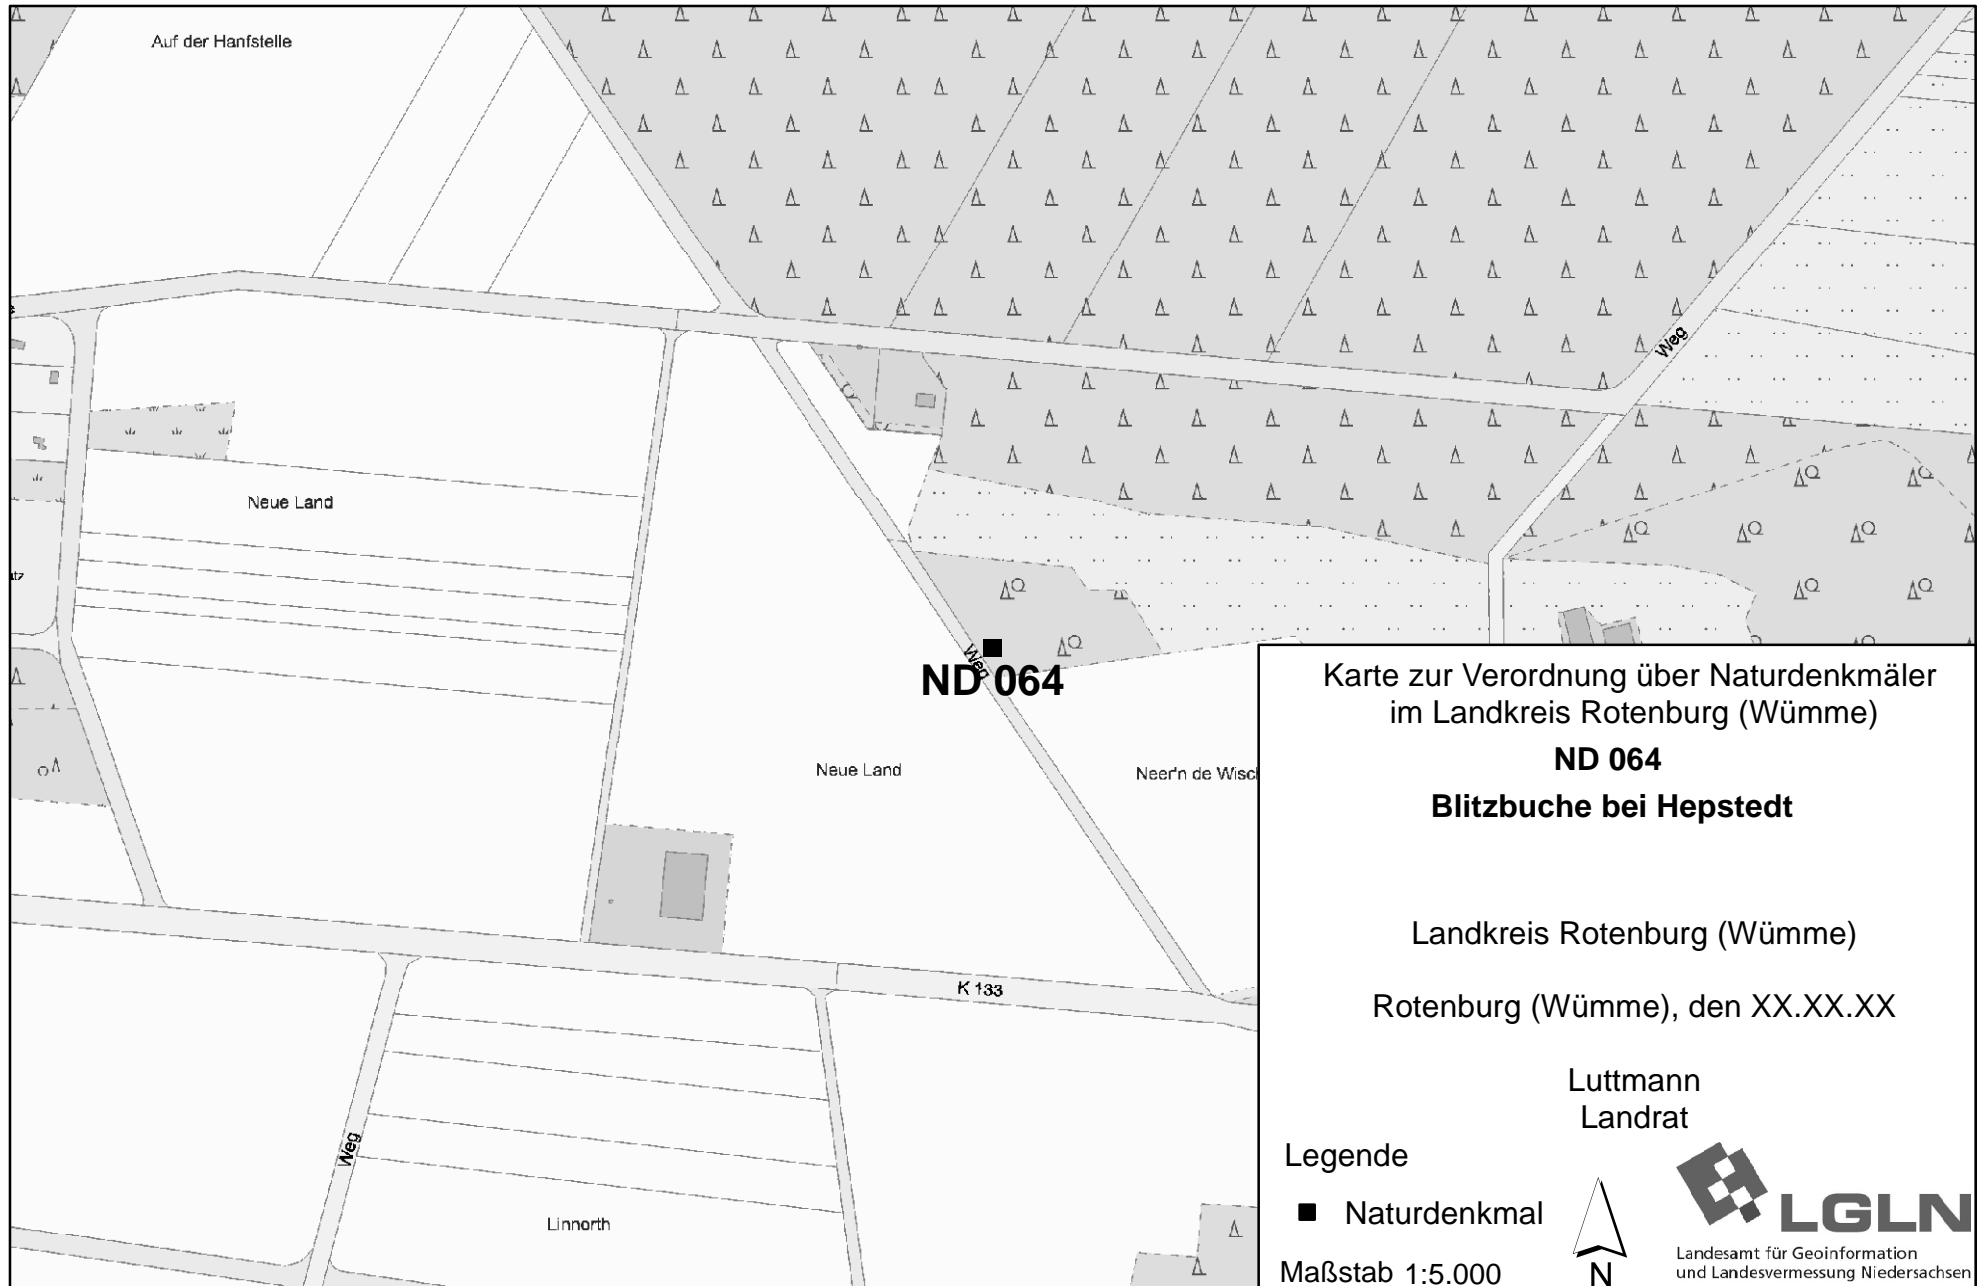 Auf der Hanfstelle
Weg
Neue Land
Weg
ND 064
Neue Land
Neer'n de Wisch
K 133
Weg
Linnorth
Karte zur Verordnung über Naturdenkmäler
im Landkreis Rotenburg (Wümme)
ND 064
Blitzbuche bei Hepstedt
Landkreis Rotenburg (Wümme)
Rotenburg (Wümme), den XX.XX.XX
Luttmann
Landrat
Legende
Naturdenkmal
Maßstab 1:5.000
N
LGLN
Landesamt für Geoinformation
und Landesvermessung Niedersachsen